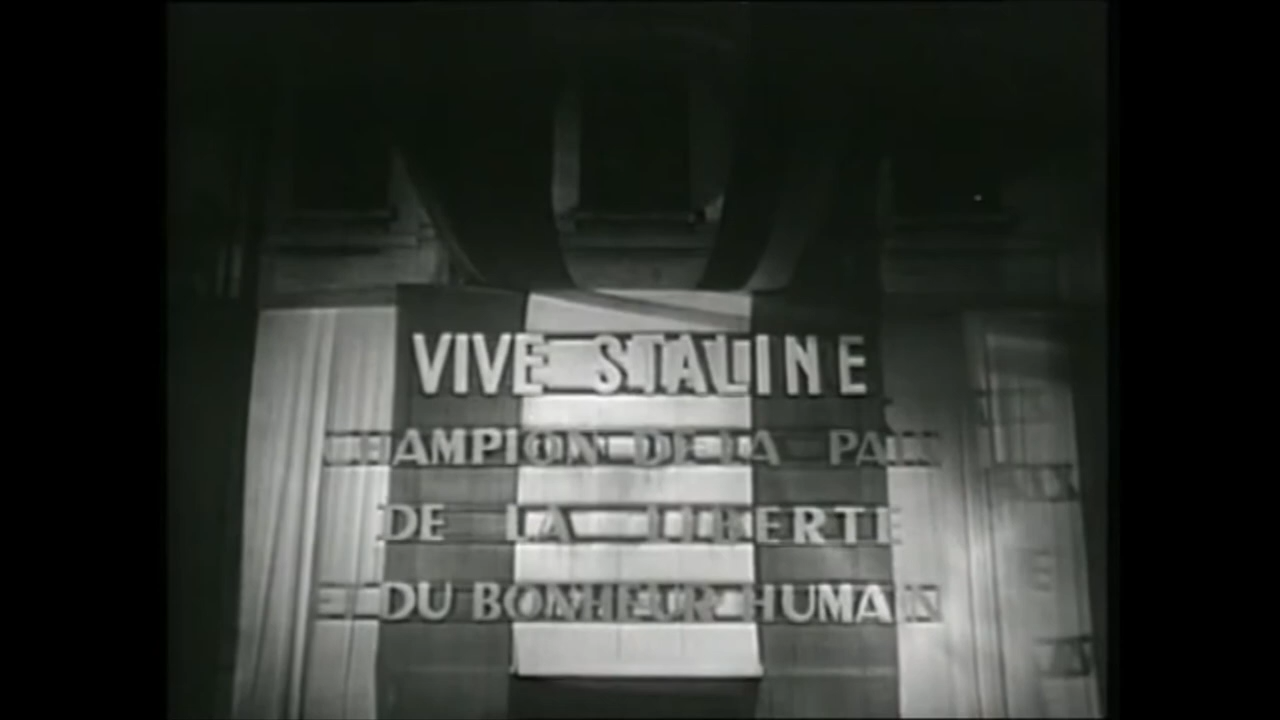 VIVE STALINE
CHAMPION DE LA PAIX
DE LA LIBERTE
ET DU BONHEUR HUMAIN